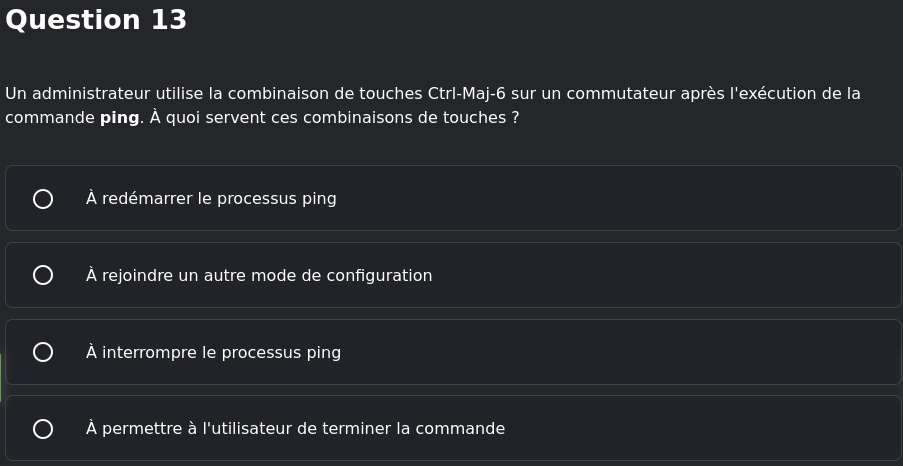 Question 13
Un administrateur utilise la combinaison de touches Ctrl-Maj-6 sur un commutateur après l'exécution de la
commande ping. À quoi servent ces combinaisons de touches ?
À redémarrer le processus ping
À rejoindre un autre mode de configuration
À interrompre le processus ping
À permettre à l'utilisateur de terminer la commande